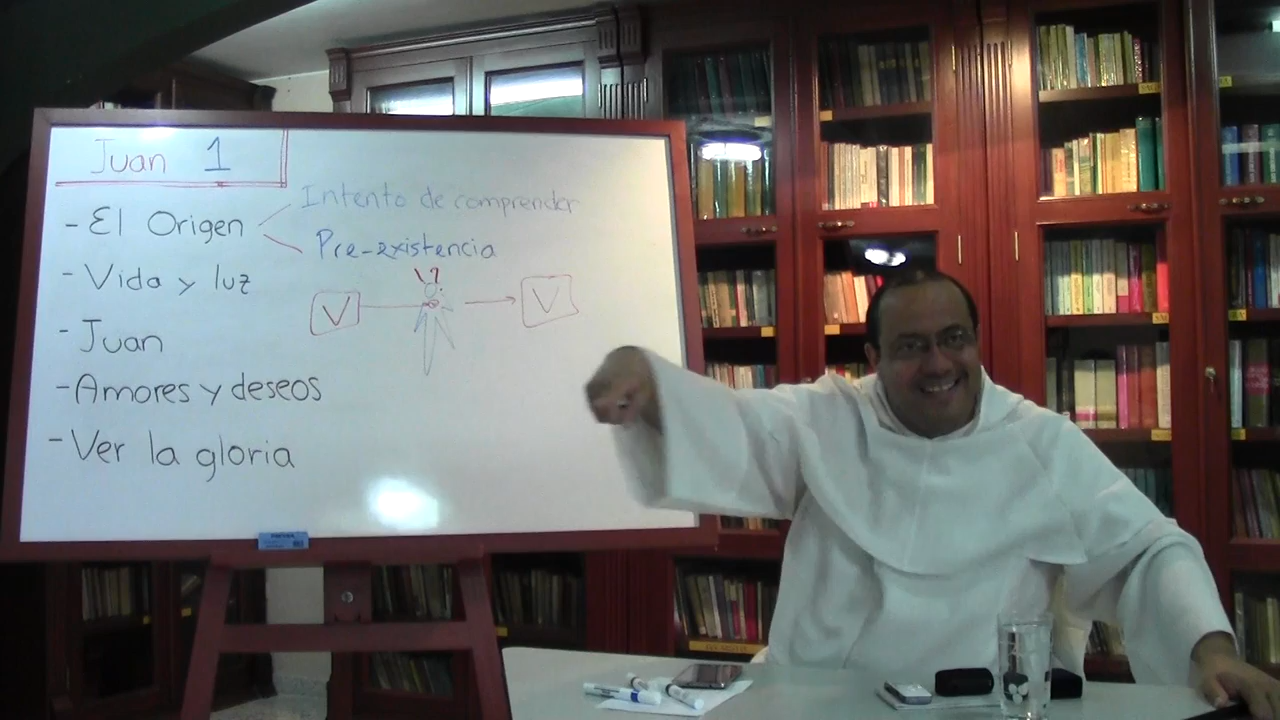 Juan 1
- El Origen
Intento de comprender
Pre-existencia
- Vida y luz
V
!?
V
- Juan
- Amores y deseos
- Ver la gloria